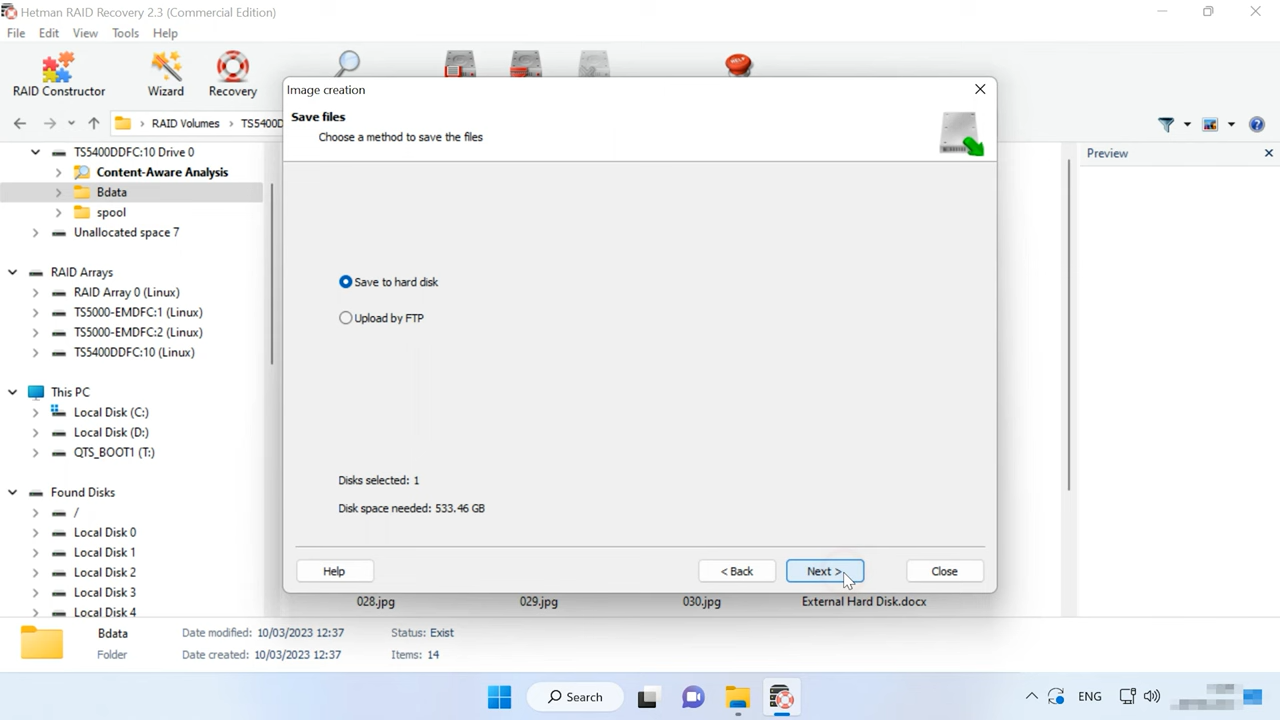 Hetman RAID Recovery 2.3 (Commercial Edition)
File Edit View Tools Help
RAID Constructor Wizard Recovery
RAID Volumes > TS5400D
TS5400DDFC:10 Drive 0
Content-Aware Analysis
Bdata
spool
Unallocated space 7
RAID Arrays
RAID Array 0 (Linux)
TS5000-EMDFC:1 (Linux)
TS5000-EMDFC:2 (Linux)
TS5400DDFC:10 (Linux)
This PC
Local Disk (C:)
Local Disk (D:)
QTS_BOOT1 (T:)
Found Disks
/
Local Disk 0
Local Disk 1
Local Disk 2
Local Disk 3
Local Disk 4
Image creation
Save files
Choose a method to save the files
Save to hard disk
Upload by FTP
Disks selected: 1
Disk space needed: 533.46 GB
Help < Back Next > Close
Preview
028.jpg 029.jpg 030.jpg External Hard Disk.docx
Bdata Date modified: 10/03/2023 12:37 Status: Exist
Folder Date created: 10/03/2023 12:37 Items: 14
Search
ENG